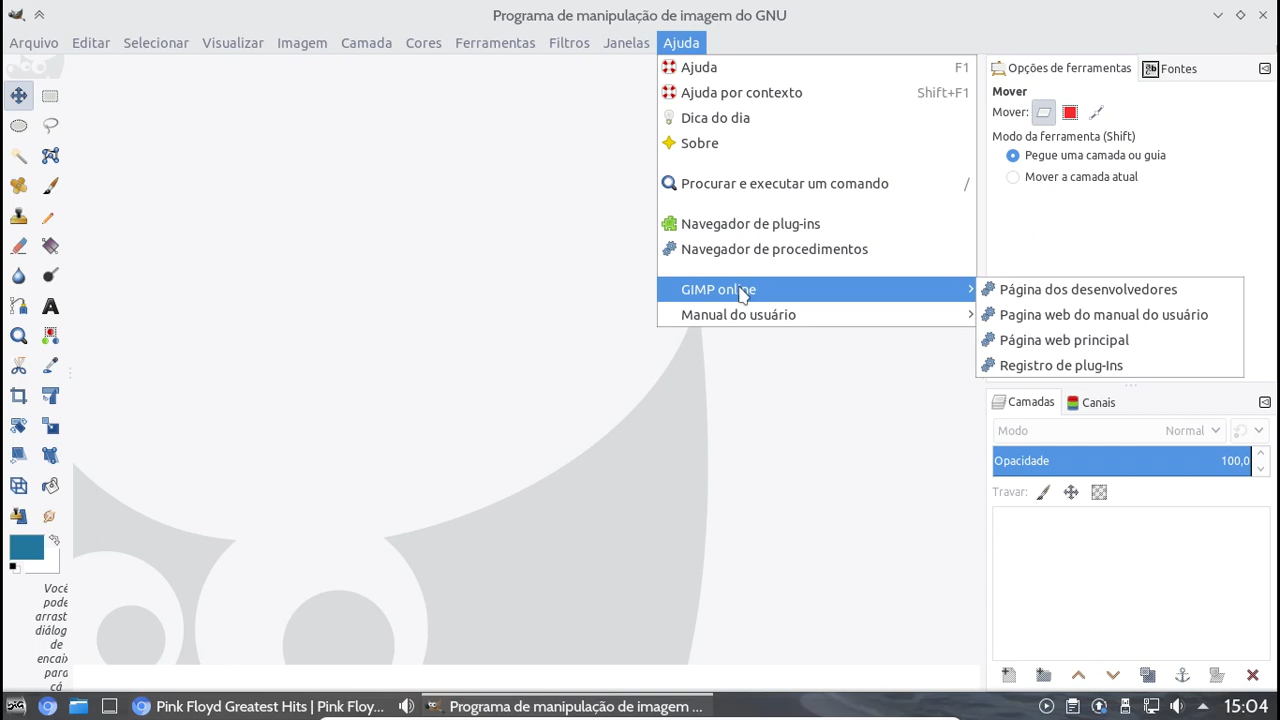 Programa de manipulação de imagem do GNU
Arquivo Editar Selecionar Visualizar Imagem Camada Cores Ferramentas Filtros Janelas Ajuda
Ajuda F1
Ajuda por contexto Shift+F1
Dica do dia
Sobre
Procurar e executar um comando /
Navegador de plug-ins
Navegador de procedimentos
GIMP online
Manual do usuário
Página dos desenvolvedores
Pagina web do manual do usuário
Página web principal
Registro de plug-Ins
Opções de ferramentas Fontes
Mover
Mover:
Modo da ferramenta (Shift)
Pegue uma camada ou guia
Mover a camada atual
Camadas Canais
Modo Normal
Opacidade 100,0
Travar:
Você
pode
arrast
diálog
de
encaix
para
cá
Pink Floyd Greatest Hits | Pink Floy...
Programa de manipulação de imagem ...
15:04